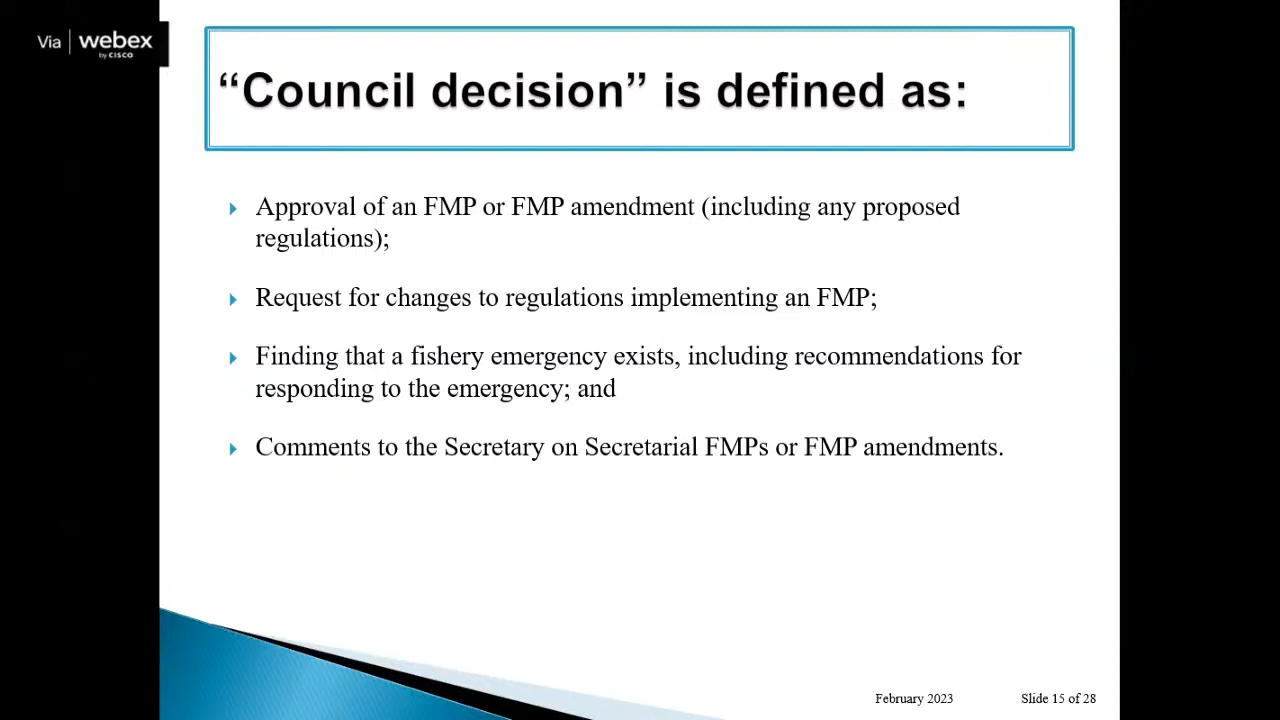 Via webex
by CISCO
“Council decision” is defined as:
Approval of an FMP or FMP amendment (including any proposed
regulations);
Request for changes to regulations implementing an FMP;
Finding that a fishery emergency exists, including recommendations for
responding to the emergency; and
Comments to the Secretary on Secretarial FMPs or FMP amendments.
February 2023 Slide 15 of 28